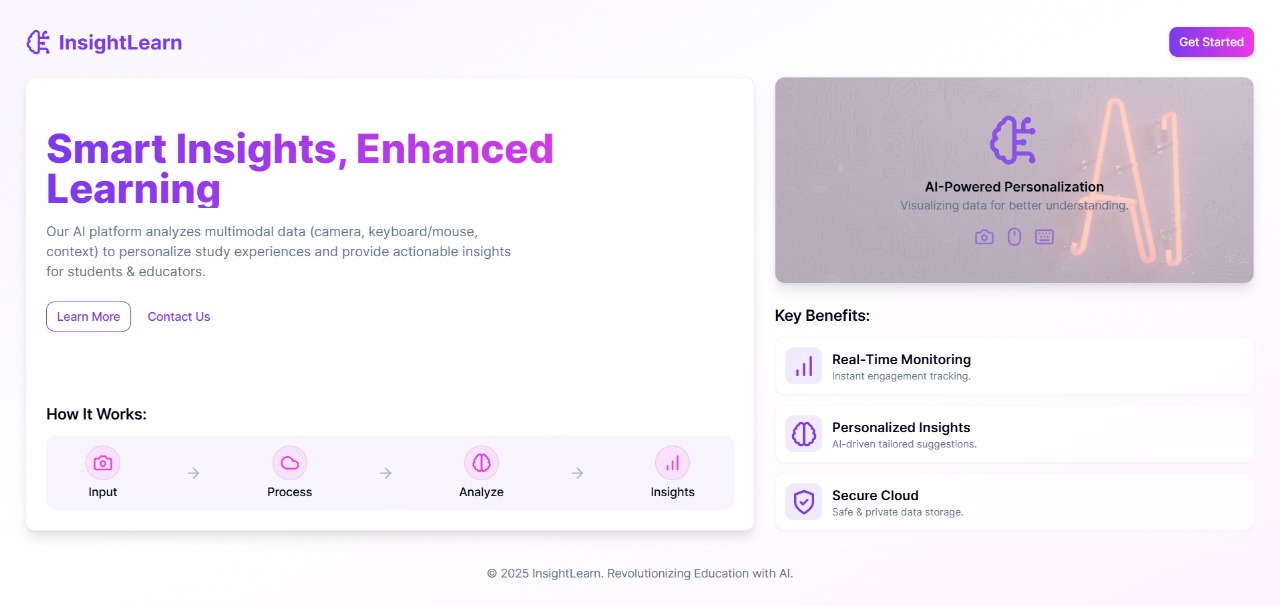 InsightLearn
Get Started
Smart Insights, Enhanced
Learning
Our AI platform analyzes multimodal data (camera, keyboard/mouse,
context) to personalize study experiences and provide actionable insights
for students & educators.
Learn More
Contact Us
How It Works:
Input
Process
Analyze
Insights
AI
AI-Powered Personalization
Visualizing data for better understanding.
Key Benefits:
Real-Time Monitoring
Instant engagement tracking.
Personalized Insights
AI-driven tailored suggestions.
Secure Cloud
Safe & private data storage.
© 2025 InsightLearn. Revolutionizing Education with AI.